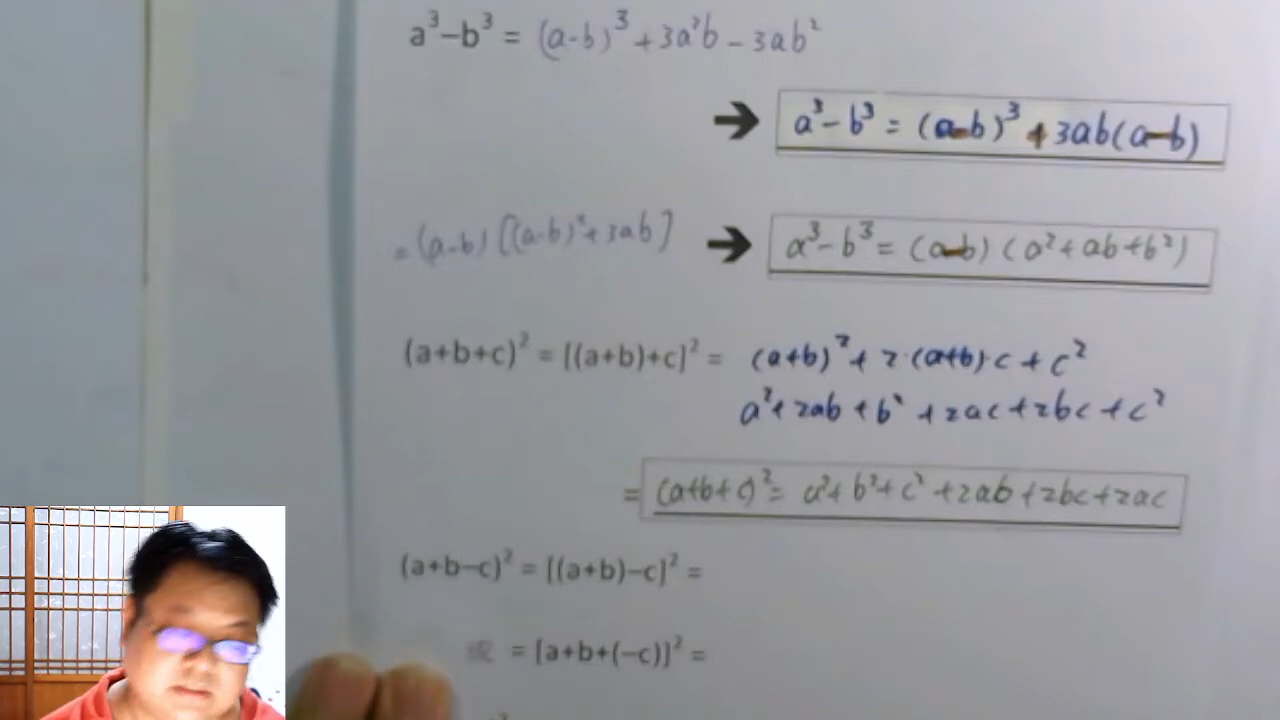 a³−b³ = (a-b)³+3a²b−3ab²
➔ a³−b³ = (a-b)³+3ab(a-b)
= (a-b)[(a-b)²+3ab] ➔ a³−b³ = (a-b)(a²+ab+b²)
(a+b+c)² = [(a+b)+c]² = (a+b)²+2·(a+b)·c+c²
a²+2ab+b²+2ac+2bc+c²
= (a+b+c)²= a²+b²+c²+2ab+2bc+2ac
(a+b−c)² = [(a+b)−c]² =
或 = [a+b+(−c)]² =